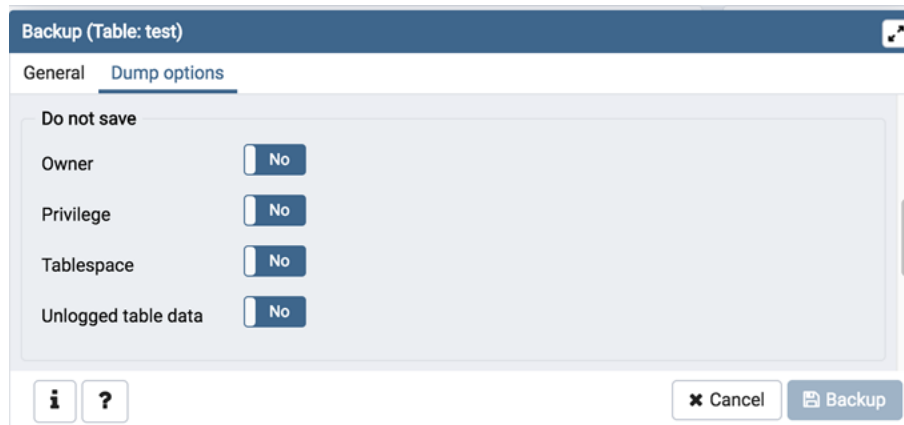 Backup (Table: test)
General Dump options
Do not save
Owner No
Privilege No
Tablespace No
Unlogged table data No
i ? Cancel Backup